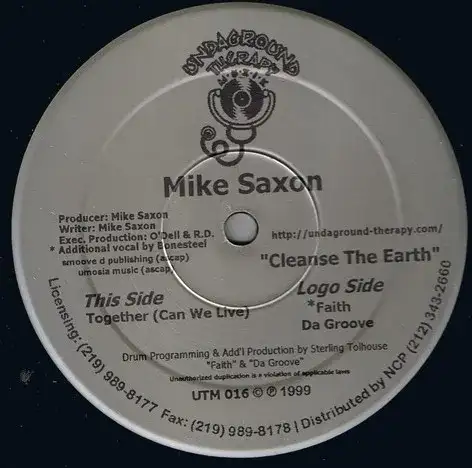 UNDAGROUND
THERAPY
MUZIK
Mike Saxon
Producer: Mike Saxon
Writer: Mike Saxon
Exec. Production: O'Dell & R.D.
* Additional vocal by Bonesteel
smoove d publishing (ascap)
umosia music (ascap)
http://undaground-therapy.com/
"Cleanse The Earth"
This Side
Together (Can We Live)
Logo Side
*Faith
Da Groove
Drum Programming & Add'l Production by Sterling Tolhouse
"Faith" & "Da Groove"
Unauthorized duplication is a violation of applicable laws
UTM 016 © ℗ 1999
Licensing: (219) 989-8177 Fax: (219) 989-8178 | Distributed by NCP (212) 343-2660